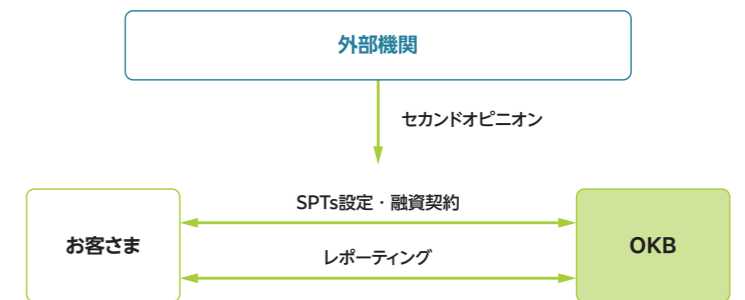 外部機関
セカンドオピニオン
SPTs設定・融資契約
お客さま
OKB
レポーティング